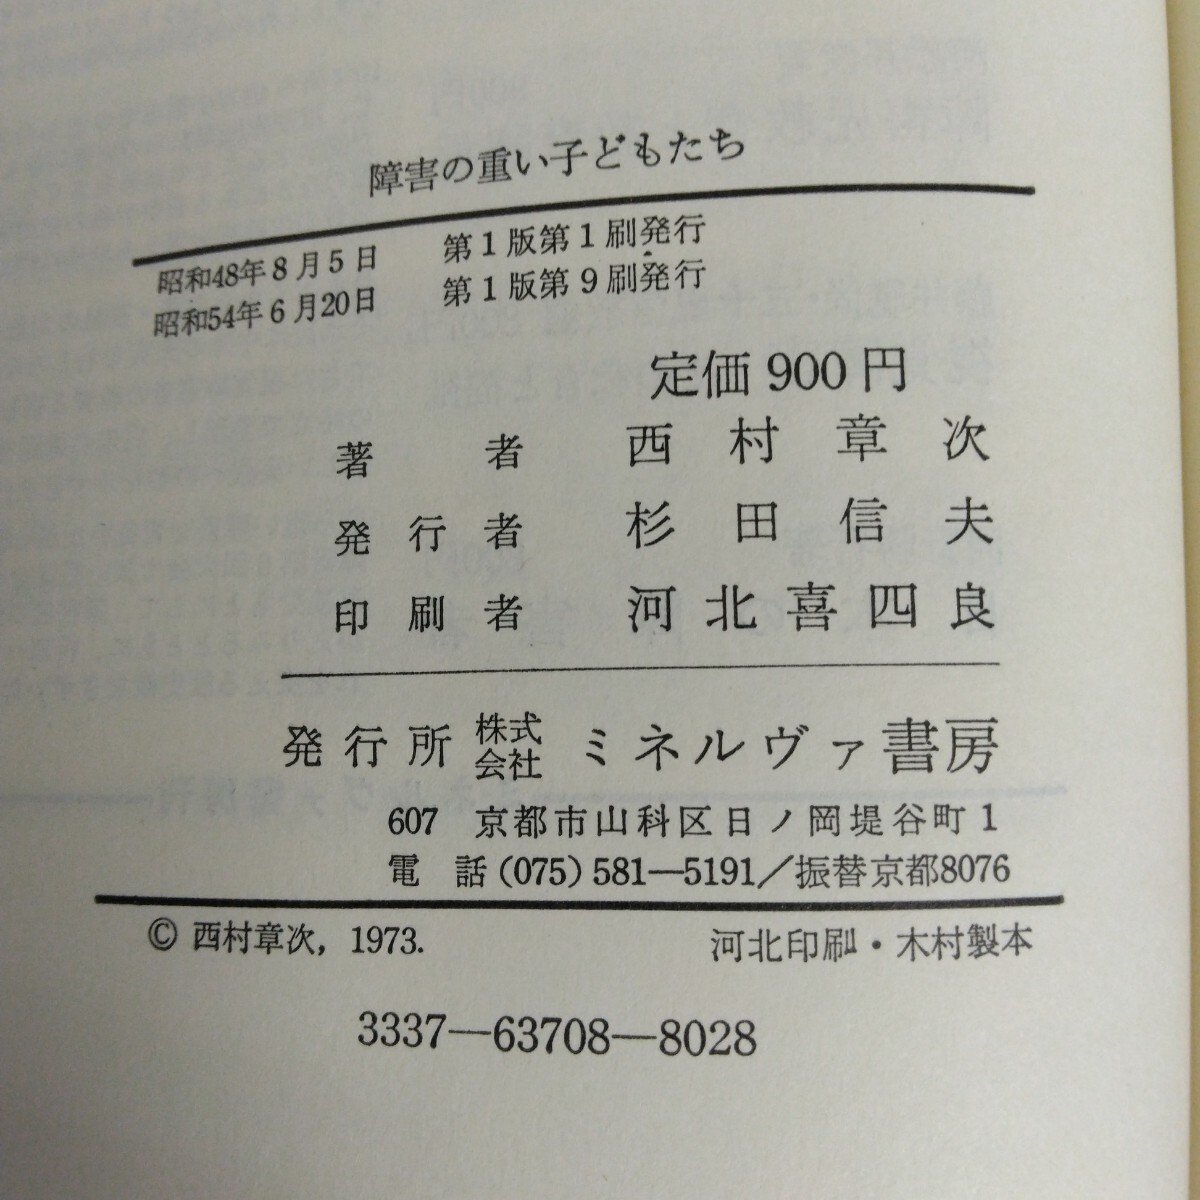 障害の重い子どもたち
昭和48年8月5日　第1版第1刷発行
昭和54年6月20日　第1版第9刷発行
定価 900 円
著者　西村章次
発行者　杉田信夫
印刷者　河北喜四良
発行所 株式会社 ミネルヴァ書房
607　京都市山科区日ノ岡堤谷町1
電話 (075) 581—5191／振替京都8076
© 西村章次, 1973.　河北印刷・木村製本
3337—63708—8028